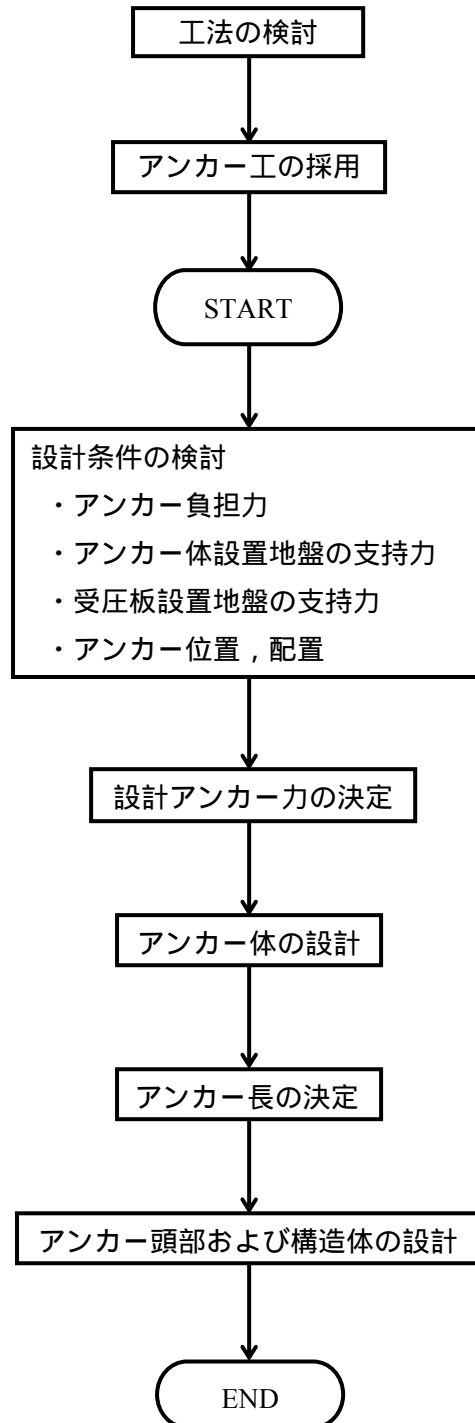 工法の検討
アンカー工の採用
START
設計条件の検討
・アンカー負担力
・アンカー体設置地盤の支持力
・受圧板設置地盤の支持力
・アンカー位置，配置
設計アンカー力の決定
アンカー体の設計
アンカー長の決定
アンカー頭部および構造体の設計
END